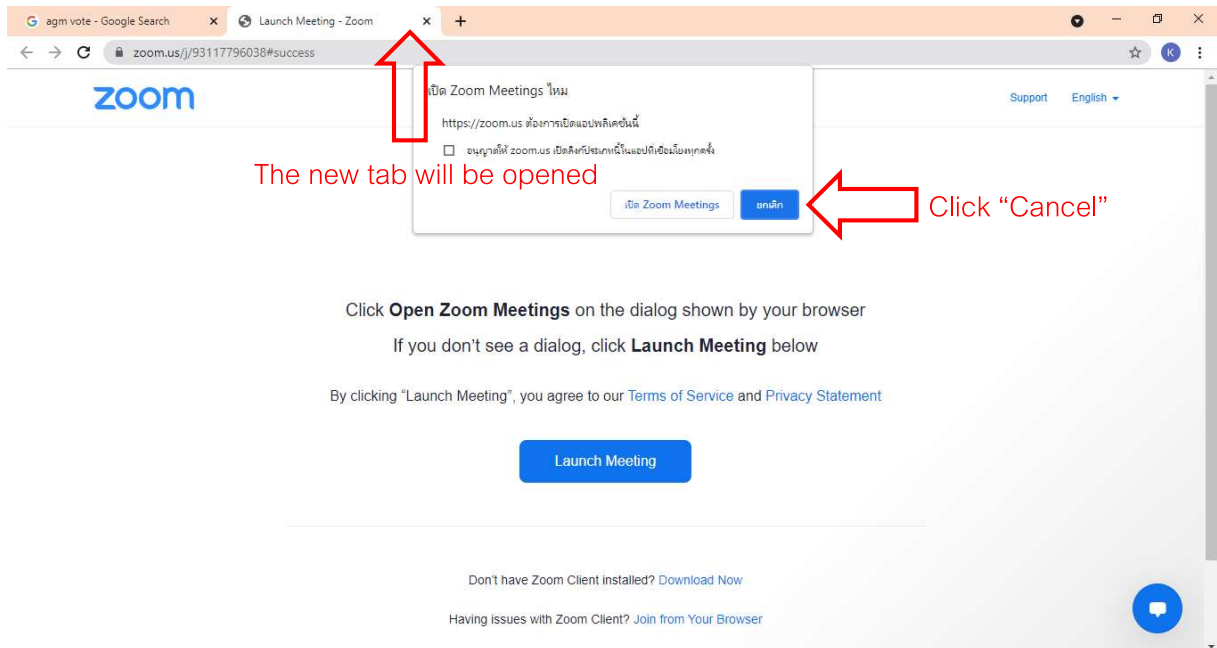 agm vote - Google Search
Launch Meeting - Zoom
zoom.us/j/93117796038#success
K
zoom
Support
English
เปิด Zoom Meetings ไหม
https://zoom.us ต้องการเปิดแอปพลิเคชันนี้
อนุญาตให้ zoom.us เปิดลิงก์ประเภทนี้ในแอปที่เชื่อมโยงทุกครั้ง
The new tab will be opened
เปิด Zoom Meetings
ยกเลิก
Click “Cancel”
Click Open Zoom Meetings on the dialog shown by your browser
If you don’t see a dialog, click Launch Meeting below
By clicking “Launch Meeting”, you agree to our Terms of Service and Privacy Statement
Launch Meeting
Don’t have Zoom Client installed? Download Now
Having issues with Zoom Client? Join from Your Browser